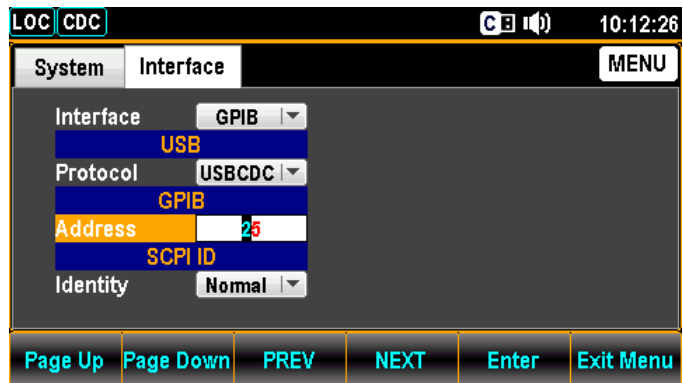 LOC CDC C 10:12:26
System Interface MENU
Interface GPIB
USB
Protocol USBCDC
GPIB
Address 25
SCPI ID
Identity Normal
Page Up Page Down PREV NEXT Enter Exit Menu